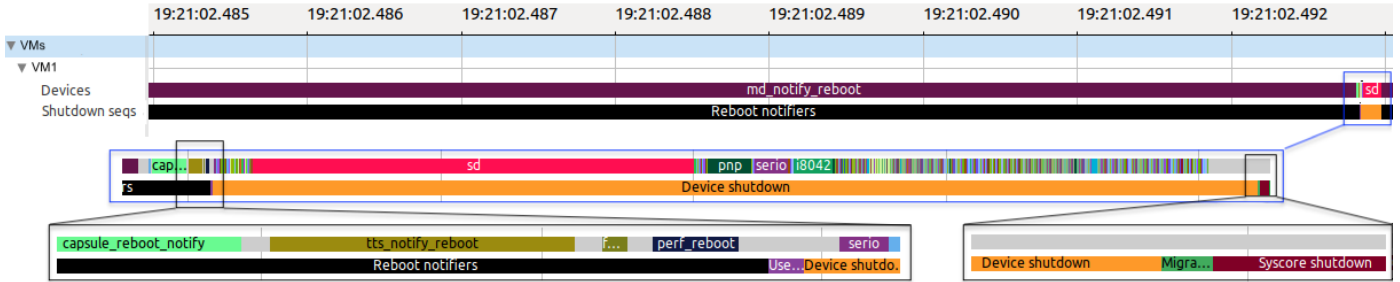 19:21:02.485 19:21:02.486 19:21:02.487 19:21:02.488 19:21:02.489 19:21:02.490 19:21:02.491 19:21:02.492
VMs
VM1
Devices md_notify_reboot sd
Shutdown seqs Reboot notifiers
cap... sd pnp serio i8042
rs Device shutdown
capsule_reboot_notify tts_notify_reboot f... perf_reboot serio
Reboot notifiers Use... Device shutdo.
Device shutdown Migra... Syscore shutdown